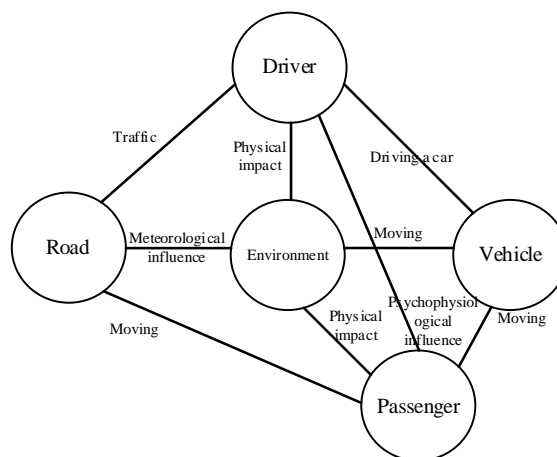 Driver
Traffic
Physical
impact
Driving a car
Road
Meteorological
influence
Environment
Moving
Vehicle
Moving
Physical
impact
Psychophysiol
ogical
influence
Moving
Passenger